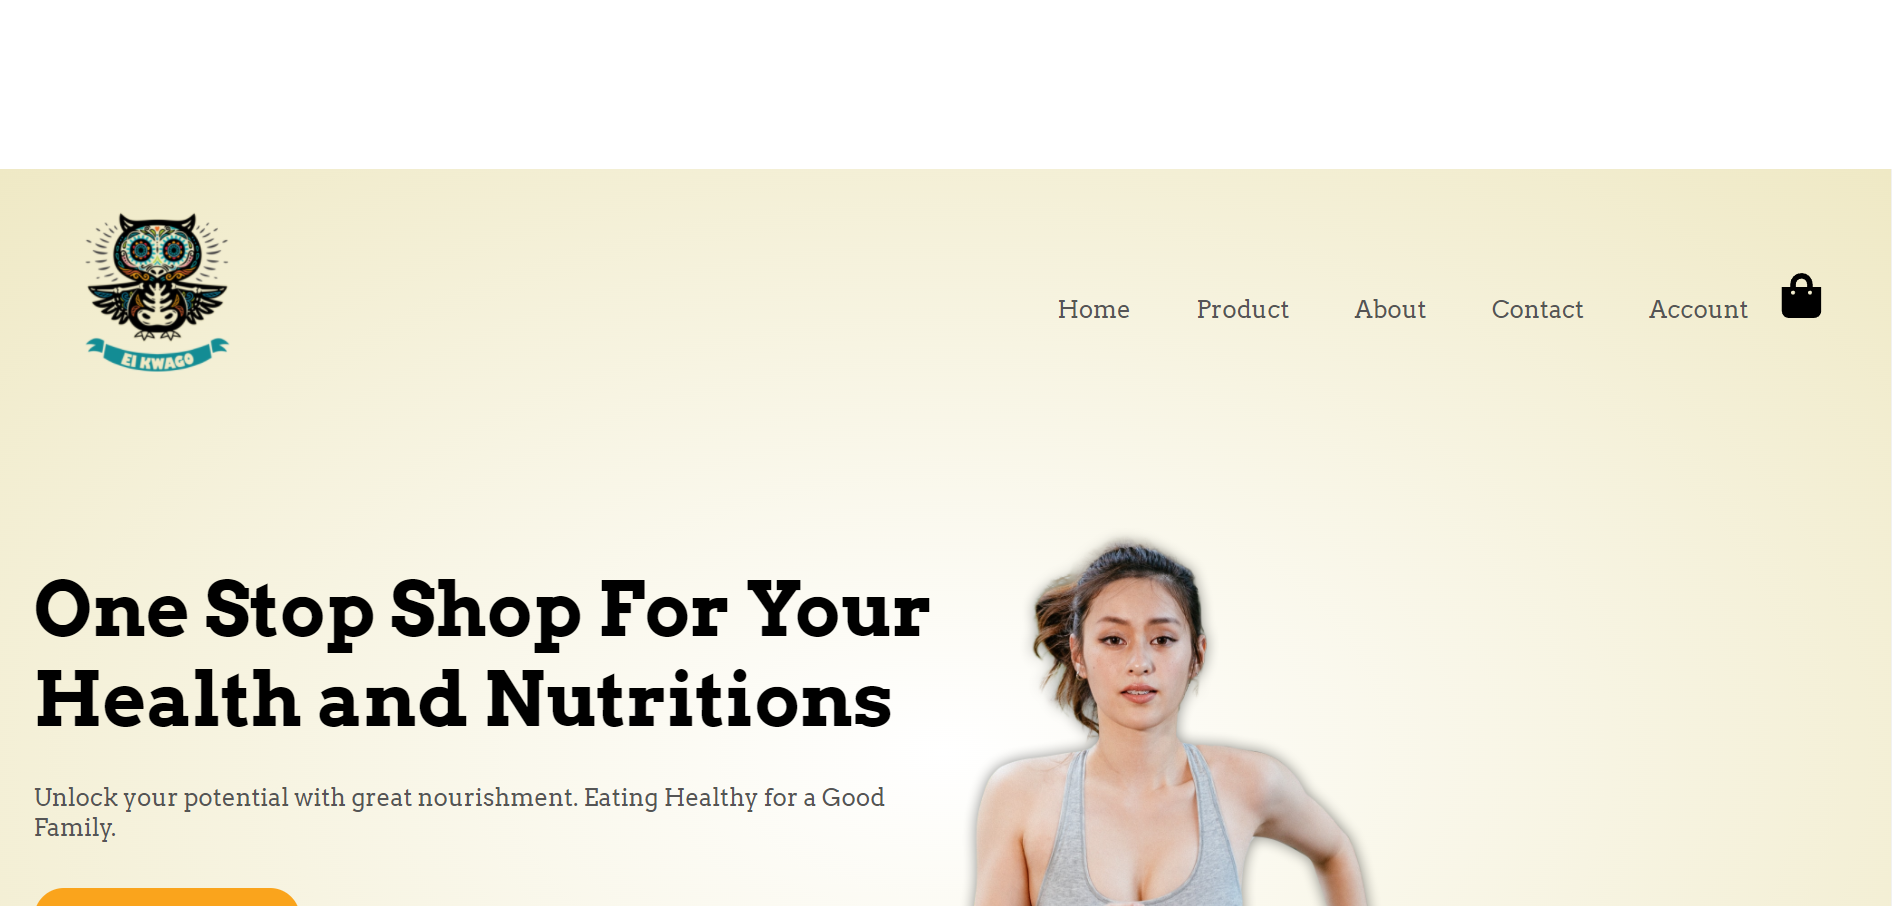 El KWAGO
Home Product About Contact Account
One Stop Shop For Your
Health and Nutritions
Unlock your potential with great nourishment. Eating Healthy for a Good
Family.